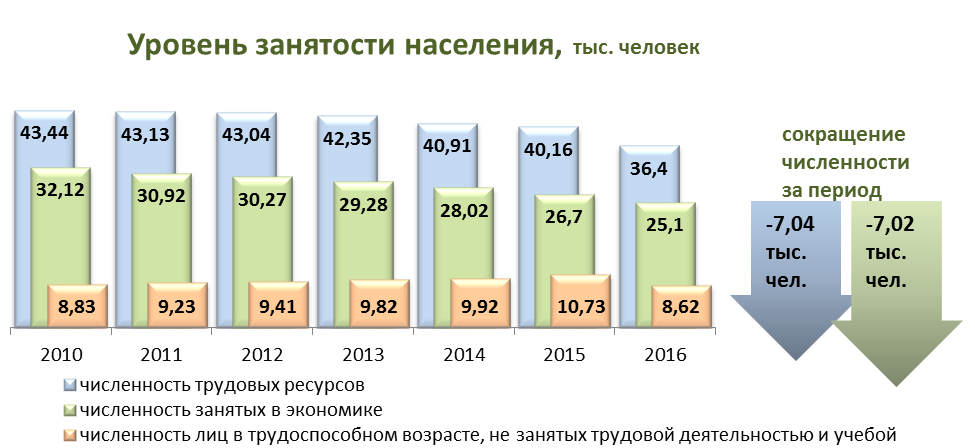 Уровень занятости населения, тыс. человек
43,44 43,13 43,04 42,35 40,91 40,16 36,4
32,12 30,92 30,27 29,28 28,02 26,7 25,1
8,83 9,23 9,41 9,82 9,92 10,73 8,62
2010 2011 2012 2013 2014 2015 2016
сокращение
численности
за период
-7,04
тыс.
чел.
-7,02
тыс.
чел.
численность трудовых ресурсов
численность занятых в экономике
численность лиц в трудоспособном возрасте, не занятых трудовой деятельностью и учебой